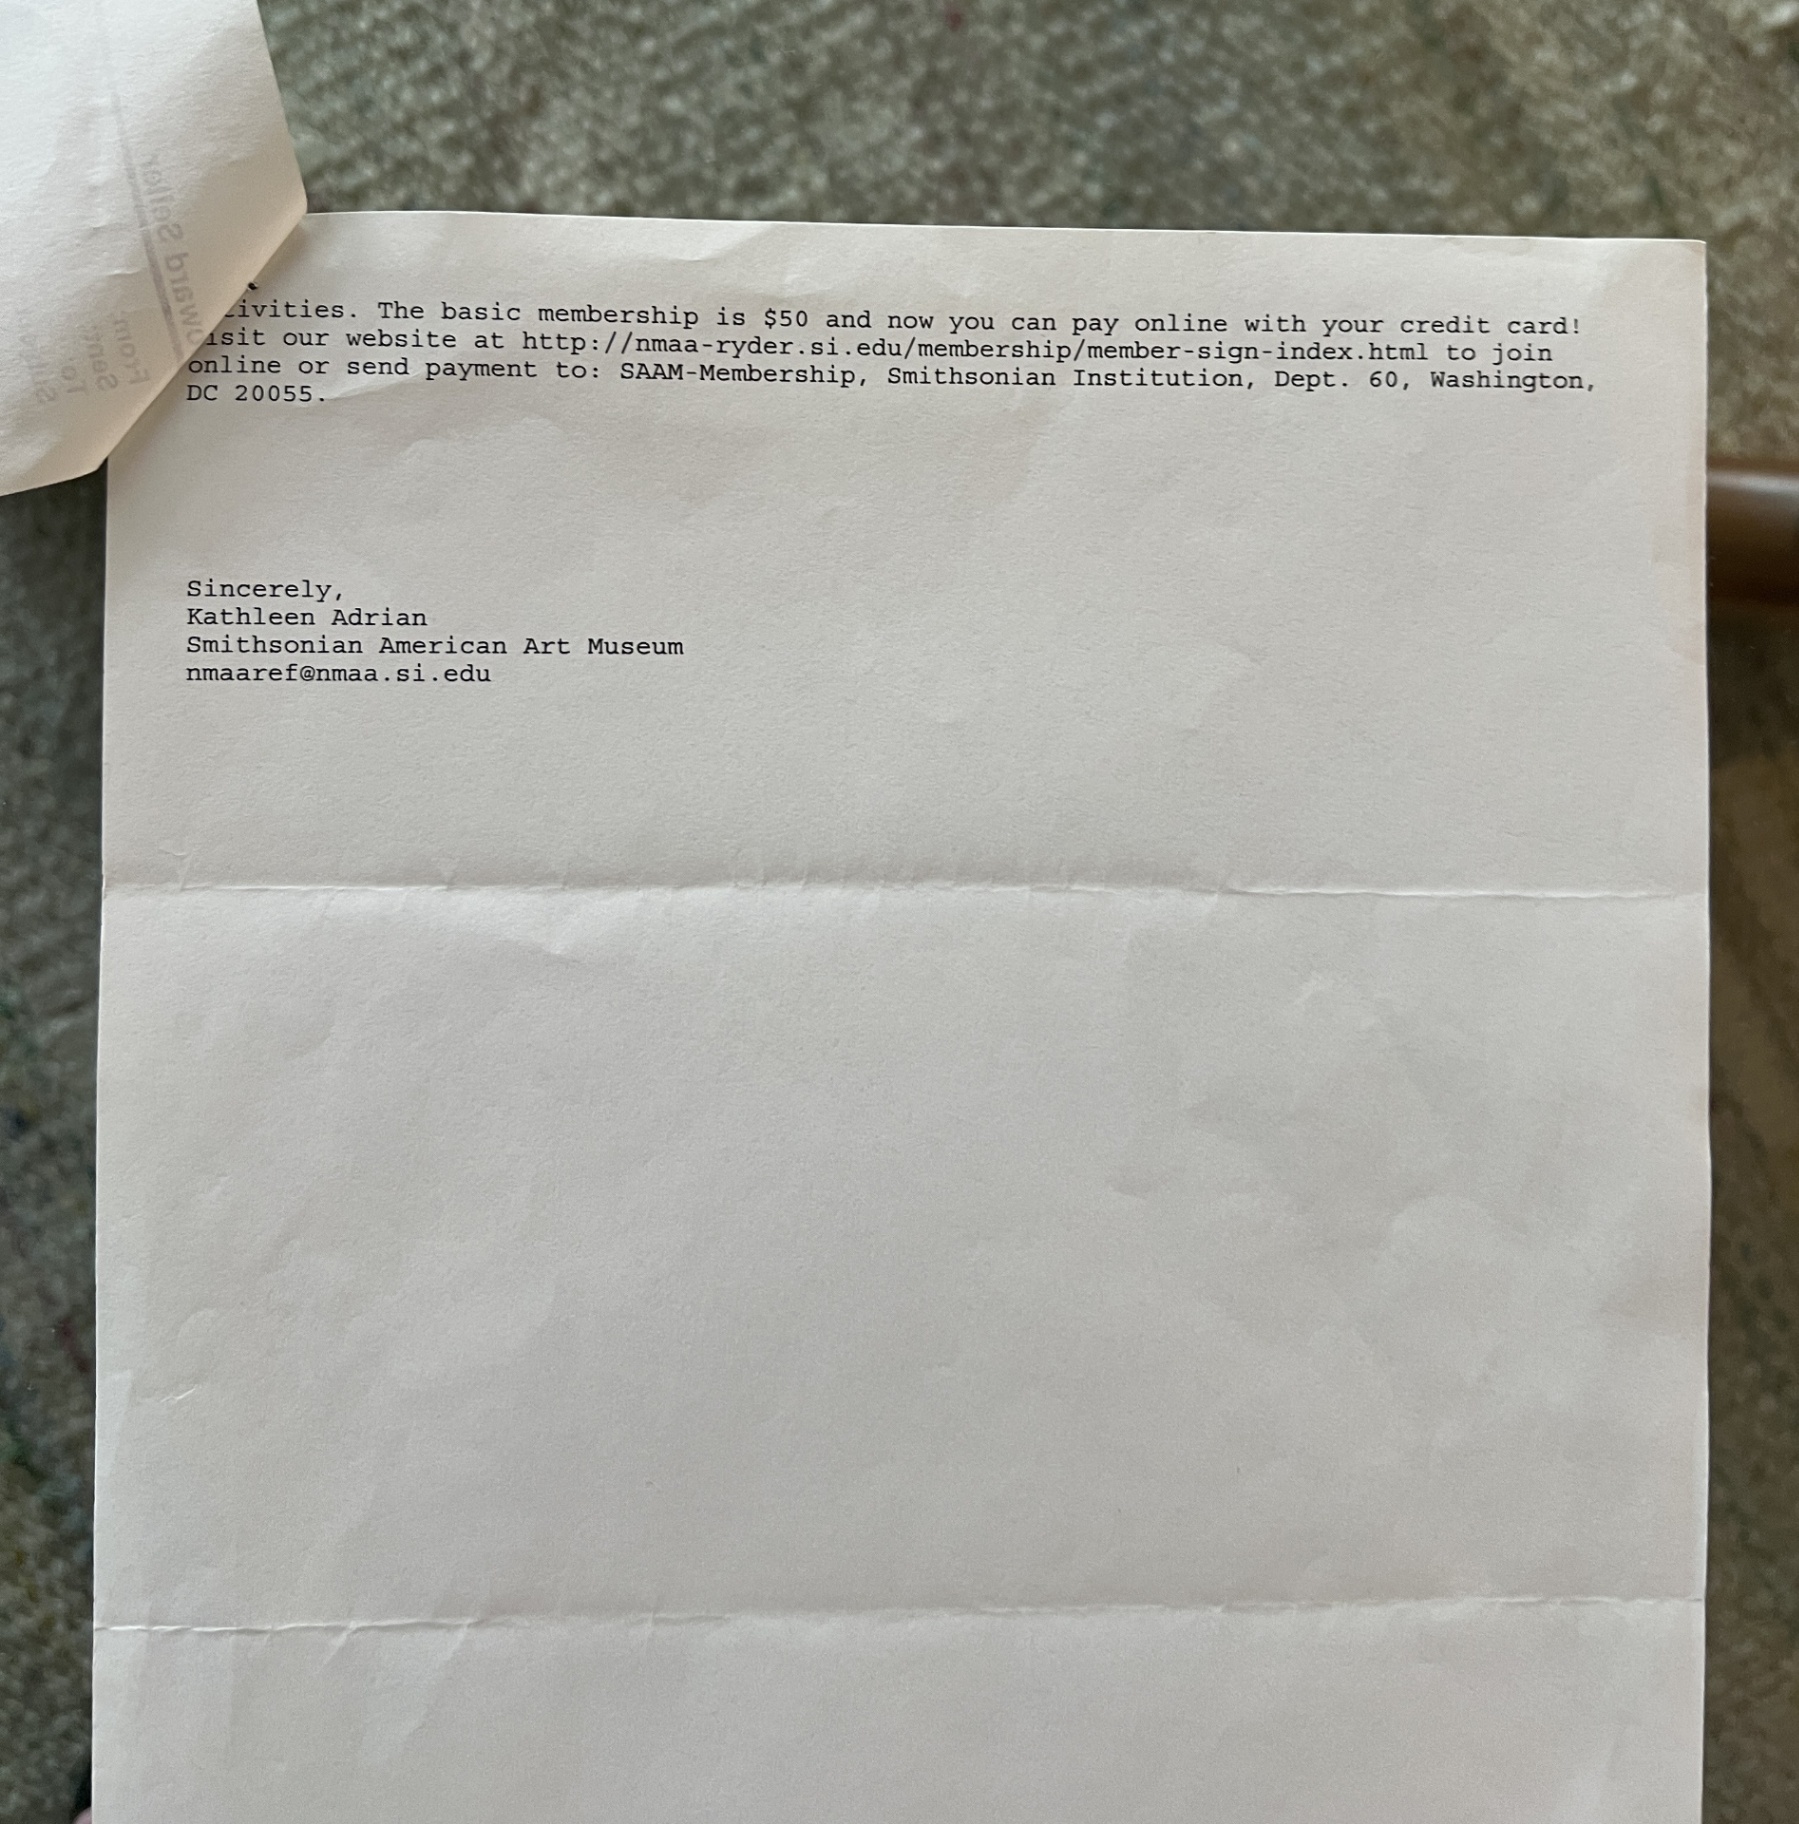 ivities. The basic membership is $50 and now you can pay online with your credit card!
isit our website at http://nmaa-ryder.si.edu/membership/member-sign-index.html to join
online or send payment to: SAAM-Membership, Smithsonian Institution, Dept. 60, Washington,
DC 20055.
Sincerely,
Kathleen Adrian
Smithsonian American Art Museum
nmaaref@nmaa.si.edu